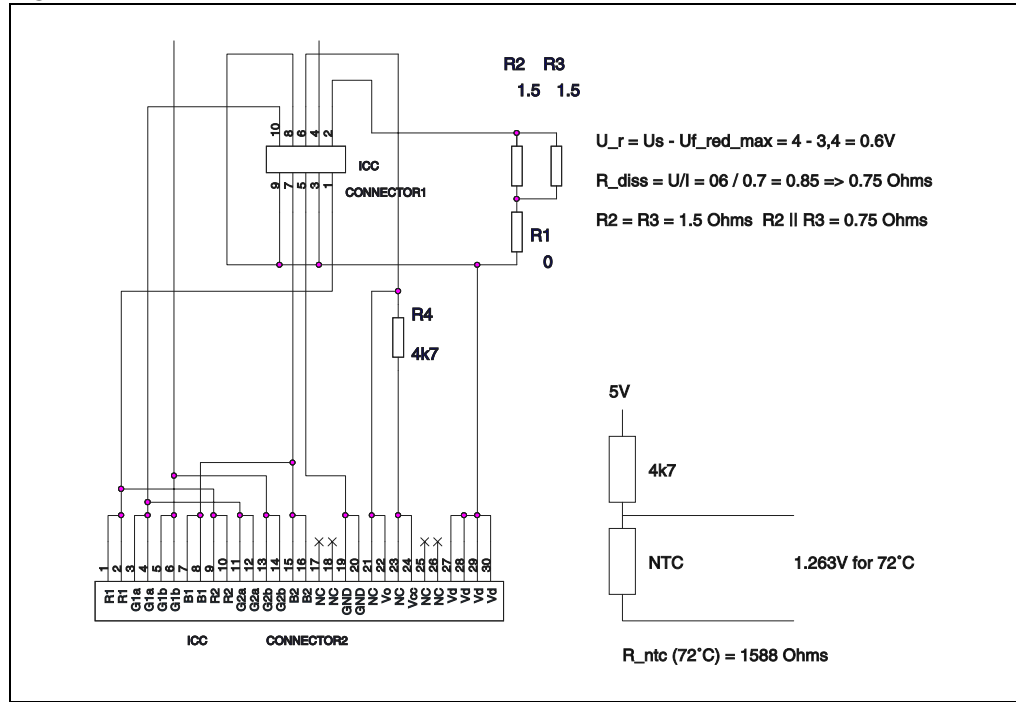 R2 R3
1.5 1.5
10 8 6 4 2
ICC
9 7 5 3 1
CONNECTOR1
U_r = Us - Uf_red_max = 4 - 3,4 = 0.6V
R_diss = U/I = 06 / 0.7 = 0.85 => 0.75 Ohms
R2 = R3 = 1.5 Ohms R2 || R3 = 0.75 Ohms
R1
0
R4
4k7
5V
4k7
NTC
1.263V for 72°C
R_ntc (72°C) = 1588 Ohms
1 2 3 4 5 6 7 8 9 10 11 12 13 14 15 16 17 18 19 20 21 22 23 24 25 26 27 28 29 30
R1 R1 G1a G1a G1b G1b B1 B1 R2 R2 G2a G2a G2b G2b B2 B2 NC NC GND GND NC Vo NC Vcc NC NC Vd Vd Vd Vd
ICC CONNECTOR2